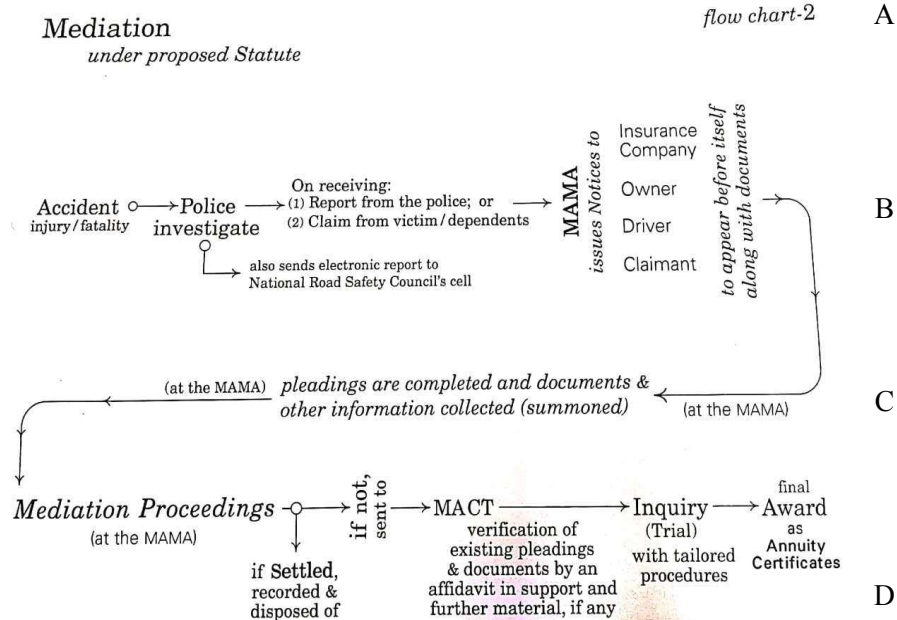 Mediation
under proposed Statute
flow chart-2
A
Accident
injury/fatality
Police
investigate
On receiving:
(1) Report from the police; or
(2) Claim from victim/dependents
also sends electronic report to
National Road Safety Council's cell
MAMA
issues Notices to
Insurance
Company
Owner
Driver
Claimant
to appear before itself
along with documents
B
(at the MAMA)
pleadings are completed and documents &
other information collected (summoned)
(at the MAMA)
C
Mediation Proceedings
(at the MAMA)
if Settled,
recorded &
disposed of
if not,
sent to
MACT
verification of
existing pleadings
& documents by an
affidavit in support and
further material, if any
Inquiry
(Trial)
with tailored
procedures
final
Award
as
Annuity
Certificates
D